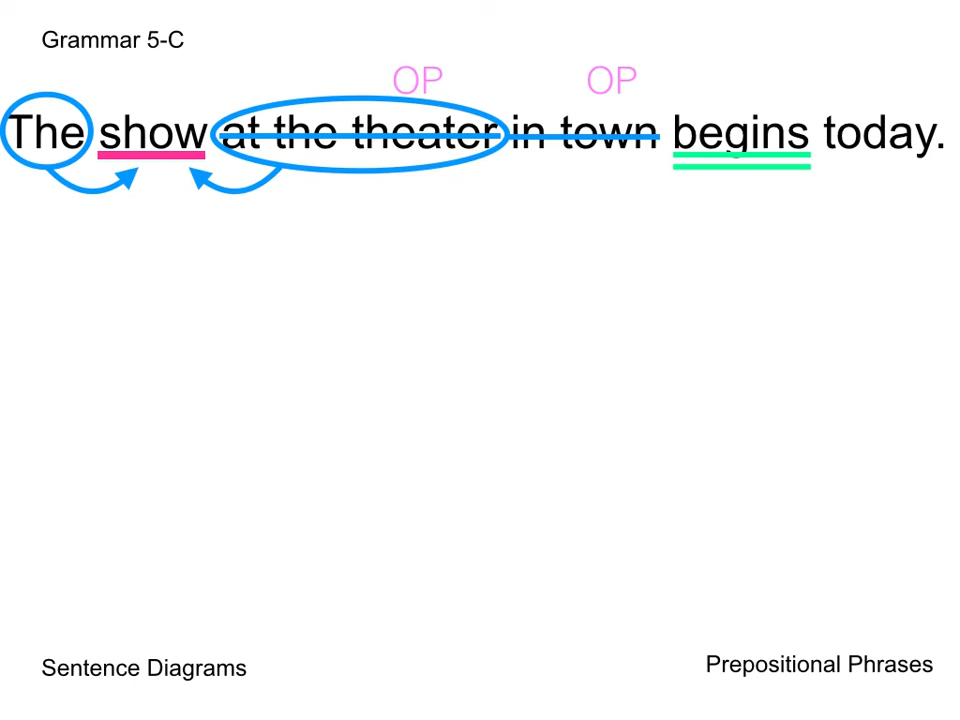 Grammar 5-C
OP OP
The show at the theater in town begins today.
Sentence Diagrams
Prepositional Phrases